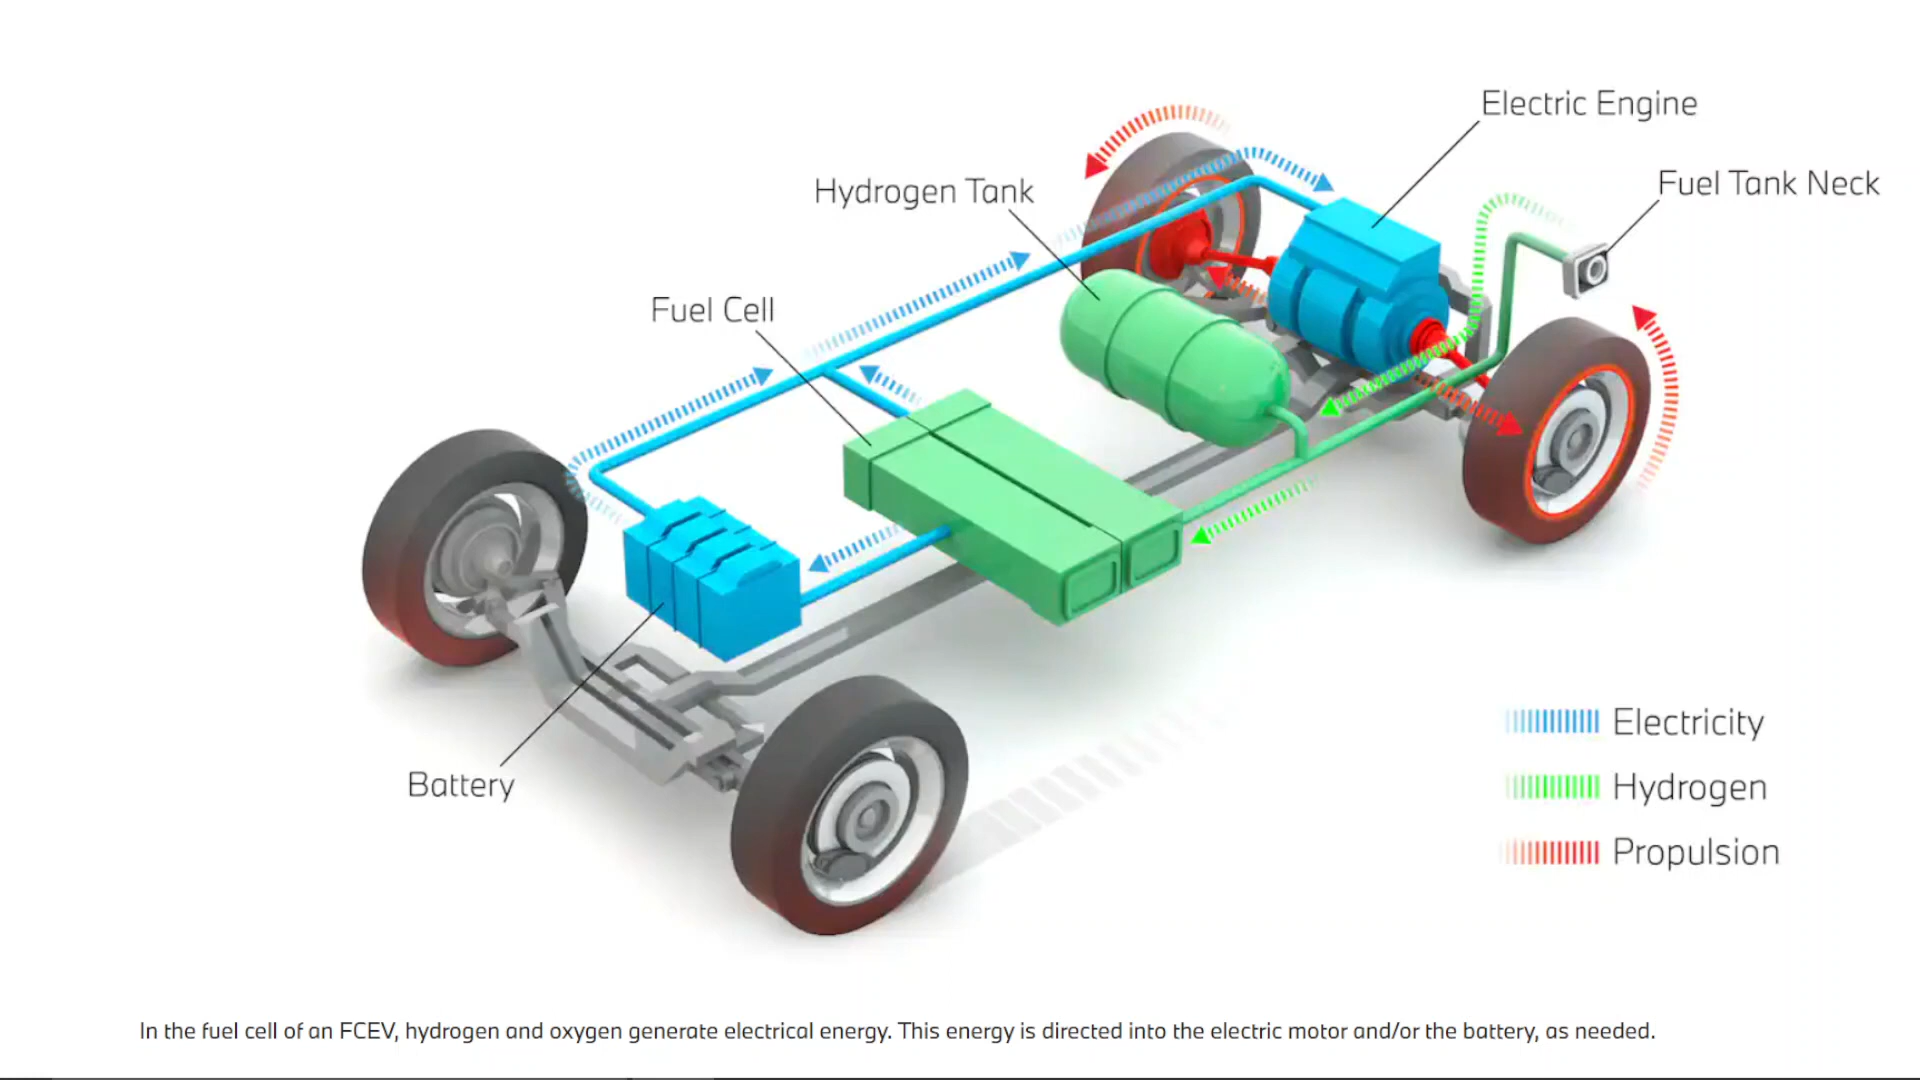 Electric Engine
Fuel Tank Neck
Hydrogen Tank
Fuel Cell
Battery
Electricity
Hydrogen
Propulsion
In the fuel cell of an FCEV, hydrogen and oxygen generate electrical energy. This energy is directed into the electric motor and/or the battery, as needed.